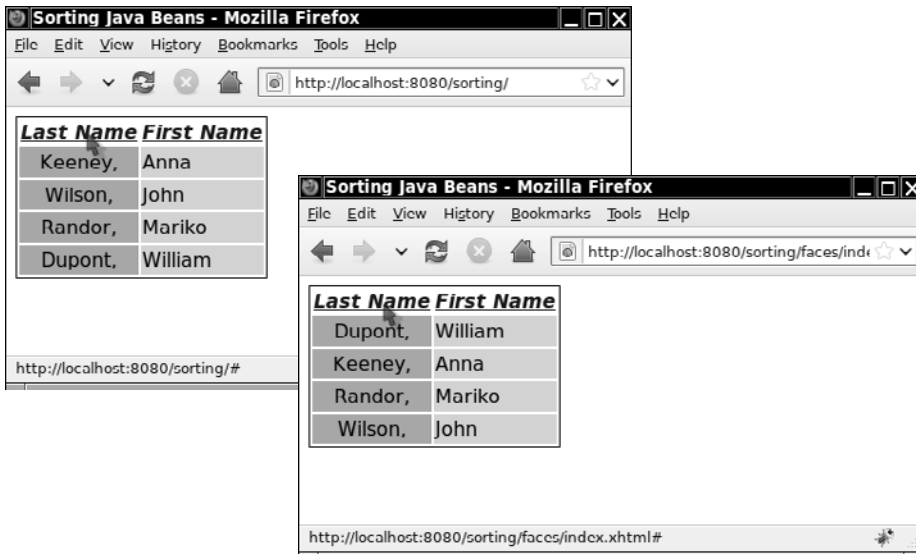 Sorting Java Beans - Mozilla Firefox
File Edit View History Bookmarks Tools Help
http://localhost:8080/sorting/
Last Name First Name
Keeney, Anna
Wilson, John
Randor, Mariko
Dupont, William
http://localhost:8080/sorting/#
Sorting Java Beans - Mozilla Firefox
File Edit View History Bookmarks Tools Help
http://localhost:8080/sorting/faces/inde
Last Name First Name
Dupont, William
Keeney, Anna
Randor, Mariko
Wilson, John
http://localhost:8080/sorting/faces/index.xhtml#